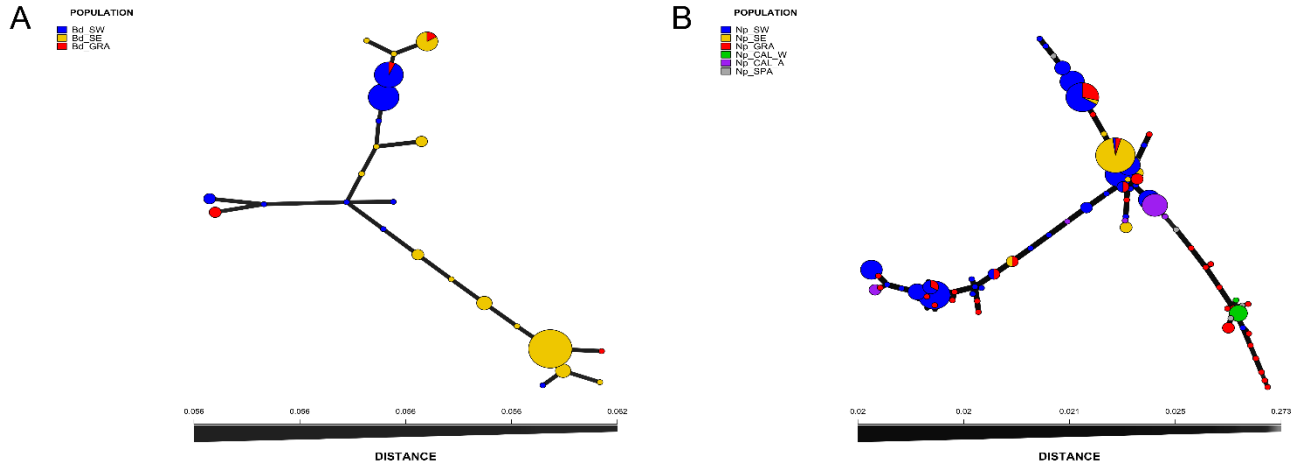 A
POPULATION
Bd_SW
Bd_SE
Bd_GRA
0.056
0.056
0.056
0.056
0.062
DISTANCE
B
POPULATION
Np_SW
Np_SE
Np_GRA
Np_CAL_W
Np_CAL_A
Np_SPA
0.02
0.02
0.021
0.025
0.273
DISTANCE